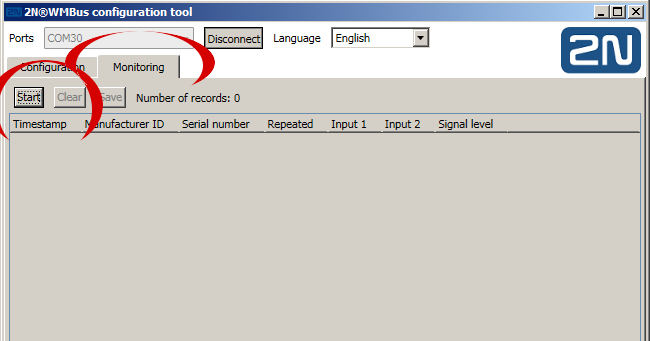 2N 2N®WMBus configuration tool
Ports COM30 Disconnect Language English 2N
Configuration Monitoring
Start Clear Save Number of records: 0
Timestamp Manufacturer ID Serial number Repeated Input 1 Input 2 Signal level